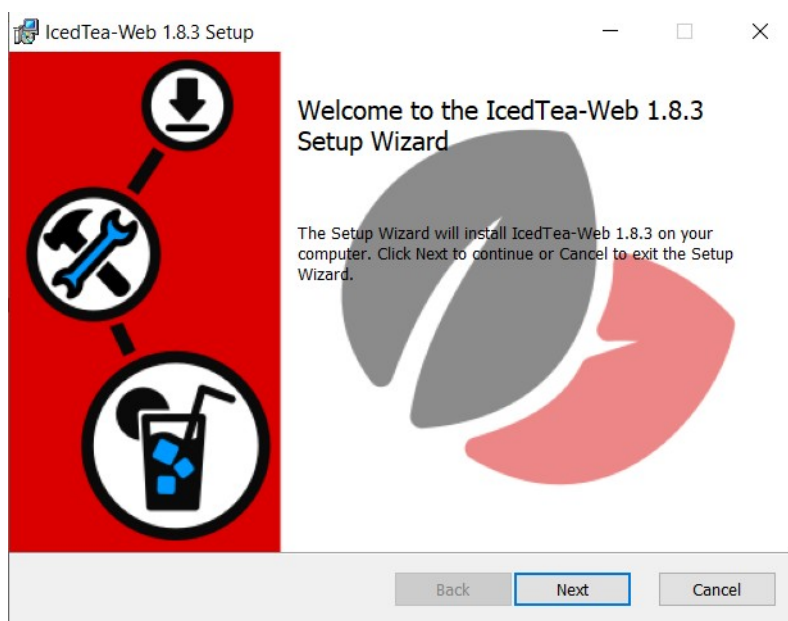 IcedTea-Web 1.8.3 Setup
Welcome to the IcedTea-Web 1.8.3
Setup Wizard
The Setup Wizard will install IcedTea-Web 1.8.3 on your
computer. Click Next to continue or Cancel to exit the Setup
Wizard.
Back Next Cancel